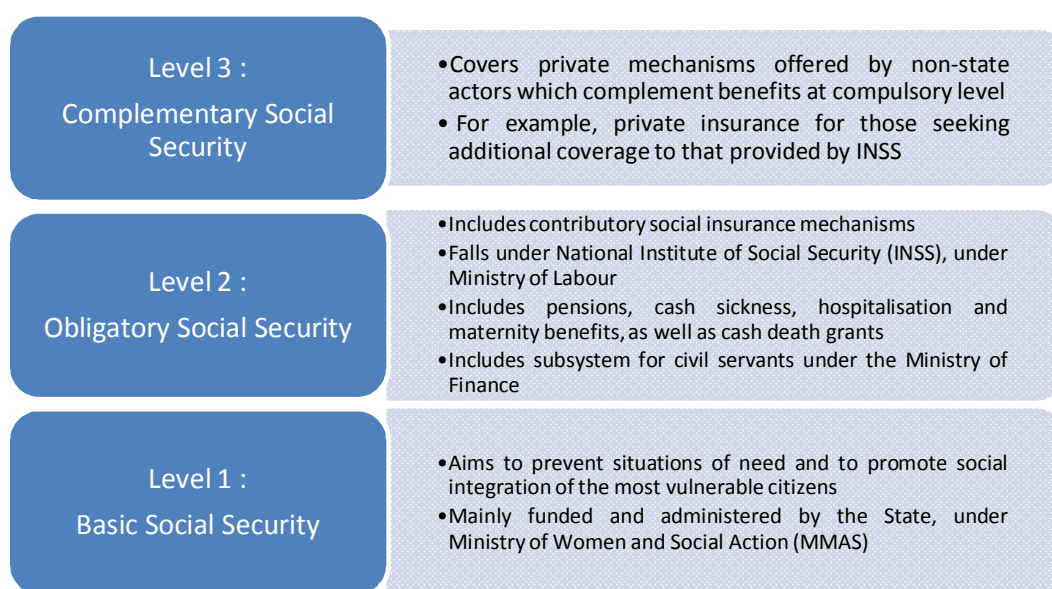 Level 3 :
Complementary Social
Security
•Covers private mechanisms offered by non-state
actors which complement benefits at compulsory level
• For example, private insurance for those seeking
additional coverage to that provided by INSS
Level 2 :
Obligatory Social Security
•Includes contributory social insurance mechanisms
•Falls under National Institute of Social Security (INSS), under
Ministry of Labour
•Includes pensions, cash sickness, hospitalisation and
maternity benefits, as well as cash death grants
•Includes subsystem for civil servants under the Ministry of
Finance
Level 1 :
Basic Social Security
•Aims to prevent situations of need and to promote social
integration of the most vulnerable citizens
•Mainly funded and administered by the State, under
Ministry of Women and Social Action (MMAS)